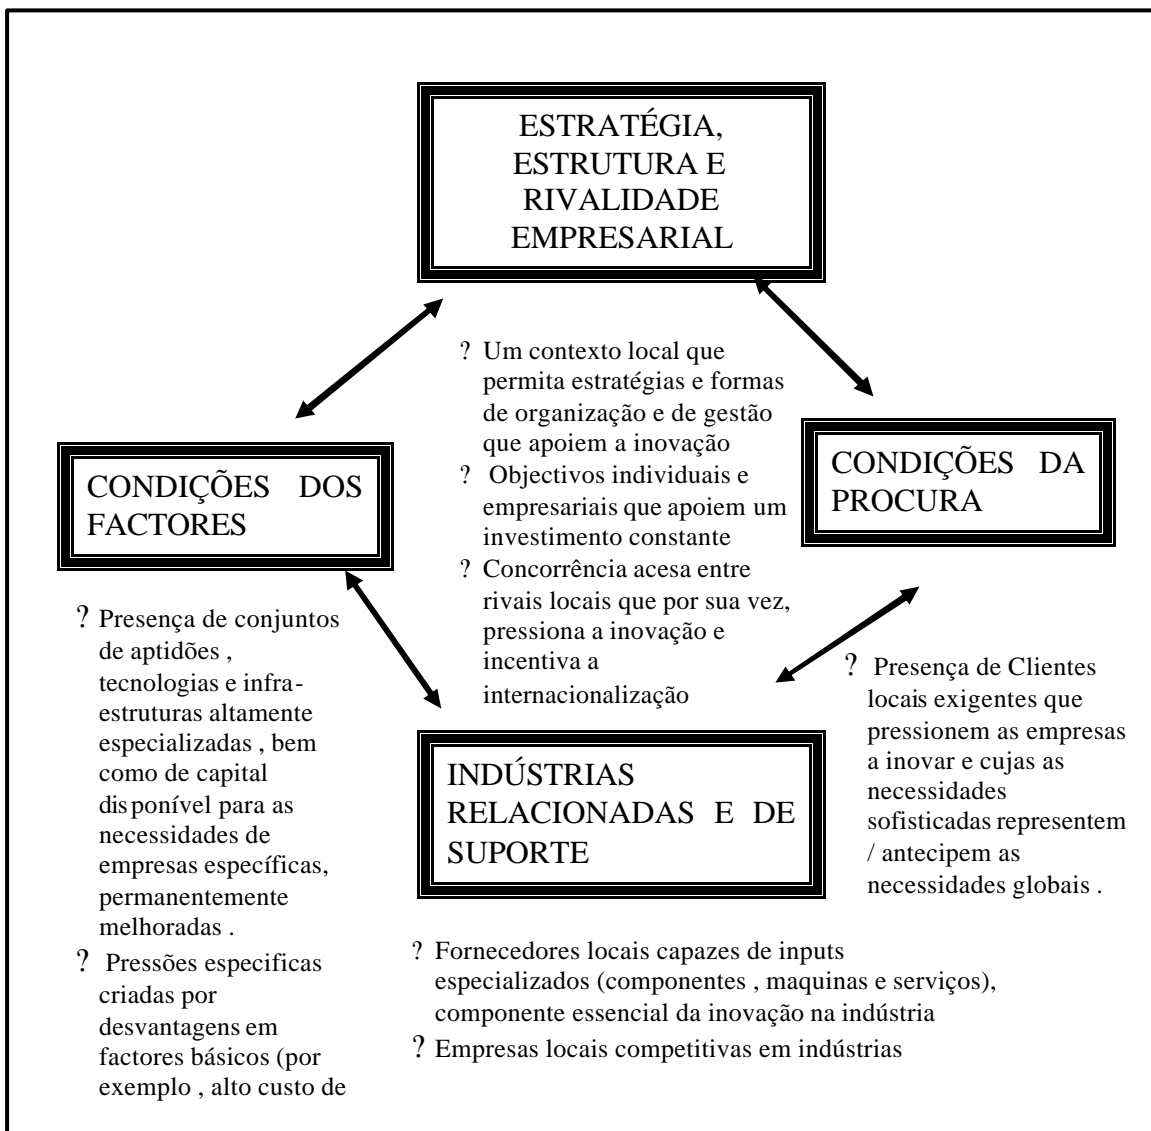 ESTRATÉGIA,
ESTRUTURA E
RIVALIDADE
EMPRESARIAL
? Um contexto local que
permita estratégias e formas
de organização e de gestão
que apoiem a inovação
? Objectivos individuais e
empresariais que apoiem um
investimento constante
? Concorrência acesa entre
rivais locais que por sua vez,
pressiona a inovação e
incentiva a
internacionalização
CONDIÇÕES DOS
FACTORES
? Presença de conjuntos
de aptidões ,
tecnologias e infra-
estruturas altamente
especializadas , bem
como de capital
disponível para as
necessidades de
empresas específicas,
permanentemente
melhoradas .
? Pressões especificas
criadas por
desvantagens em
factores básicos (por
exemplo , alto custo de
CONDIÇÕES DA
PROCURA
? Presença de Clientes
locais exigentes que
pressionem as empresas
a inovar e cujas as
necessidades
sofisticadas representem
/ antecipem as
necessidades globais .
INDÚSTRIAS
RELACIONADAS E DE
SUPORTE
? Fornecedores locais capazes de inputs
especializados (componentes , maquinas e serviços),
componente essencial da inovação na indústria
? Empresas locais competitivas em indústrias